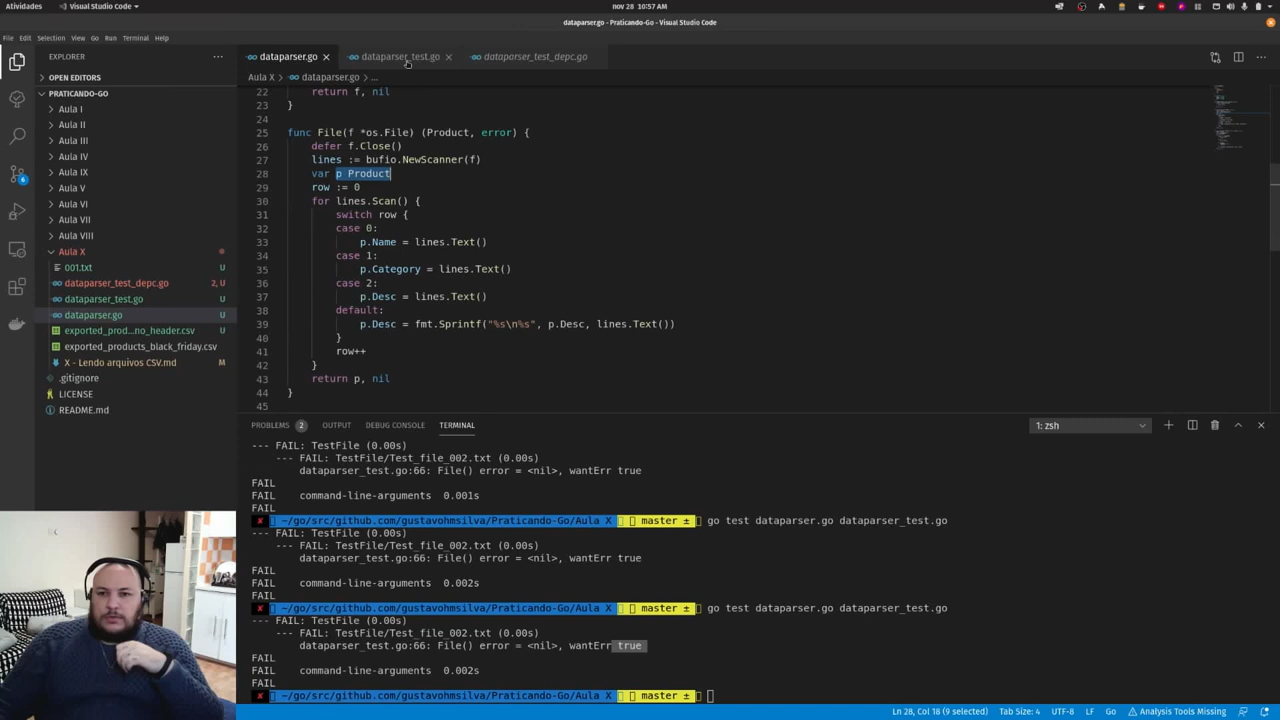 Atividades
Visual Studio Code
nov 28 10:57 AM
dataparser.go - Praticando-Go - Visual Studio Code
File Edit Selection View Go Run Terminal Help
EXPLORER
OPEN EDITORS
PRATICANDO-GO
Aula I
Aula II
Aula III
Aula IV
Aula IX
Aula V
Aula VI
Aula VII
Aula VIII
Aula X
001.txt U
dataparser_test_depc.go 2, U
dataparser_test.go U
dataparser.go U
exported_prod...no_header.csv U
exported_products_black_friday.csv
X - Lendo arquivos CSV.md M
.gitignore
LICENSE
README.md
6
dataparser.go
dataparser_test.go
dataparser_test_depc.go
Aula X > dataparser.go > ...
22 return f, nil
23 }
24
25 func File(f *os.File) (Product, error) {
26 defer f.Close()
27 lines := bufio.NewScanner(f)
28 var p Product
29 row := 0
30 for lines.Scan() {
31 switch row {
32 case 0:
33 p.Name = lines.Text()
34 case 1:
35 p.Category = lines.Text()
36 case 2:
37 p.Desc = lines.Text()
38 default:
39 p.Desc = fmt.Sprintf("%s\n%s", p.Desc, lines.Text())
40 }
41 row++
42 }
43 return p, nil
44 }
45
PROBLEMS 2 OUTPUT DEBUG CONSOLE TERMINAL
1: zsh
--- FAIL: TestFile (0.00s)
--- FAIL: TestFile/Test_file_002.txt (0.00s)
dataparser_test.go:66: File() error = <nil>, wantErr true
FAIL
FAIL command-line-arguments 0.001s
FAIL
✘ ~/go/src/github.com/gustavohmsilva/Praticando-Go/Aula X master ± go test dataparser.go dataparser_test.go
--- FAIL: TestFile (0.00s)
--- FAIL: TestFile/Test_file_002.txt (0.00s)
dataparser_test.go:66: File() error = <nil>, wantErr true
FAIL
FAIL command-line-arguments 0.002s
FAIL
✘ ~/go/src/github.com/gustavohmsilva/Praticando-Go/Aula X master ± go test dataparser.go dataparser_test.go
--- FAIL: TestFile (0.00s)
--- FAIL: TestFile/Test_file_002.txt (0.00s)
dataparser_test.go:66: File() error = <nil>, wantErr true
FAIL
FAIL command-line-arguments 0.002s
FAIL
✘ ~/go/src/github.com/gustavohmsilva/Praticando-Go/Aula X master ±
Ln 28, Col 18 (9 selected) Tab Size: 4 UTF-8 LF Go Analysis Tools Missing